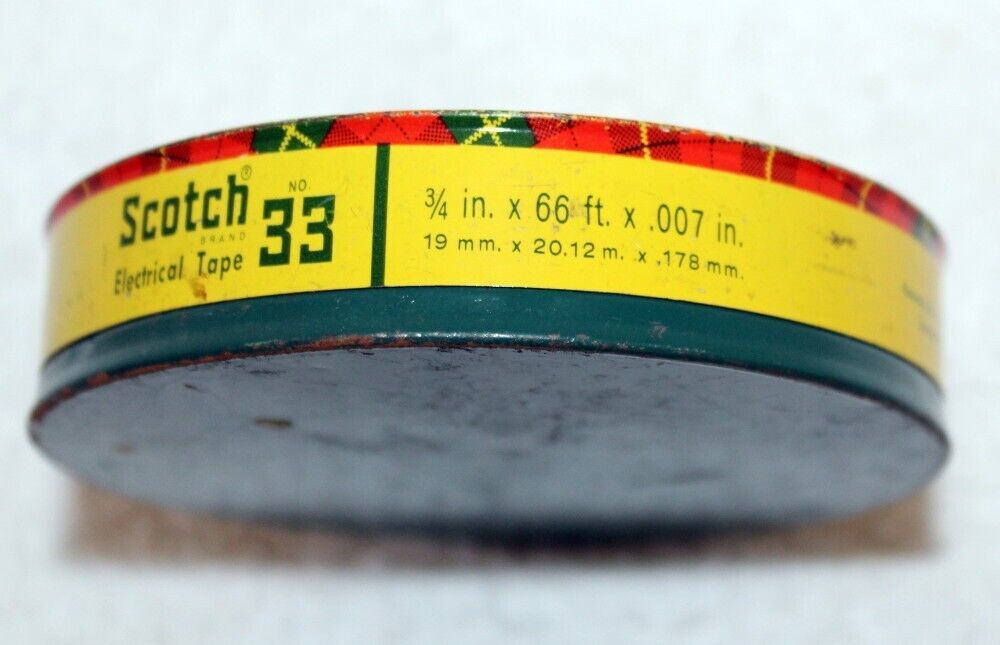 Scotch®
BRAND
Electrical Tape
NO.
33
3/4 in. x 66 ft. x .007 in.
19 mm. x 20.12 m. x .178 mm.